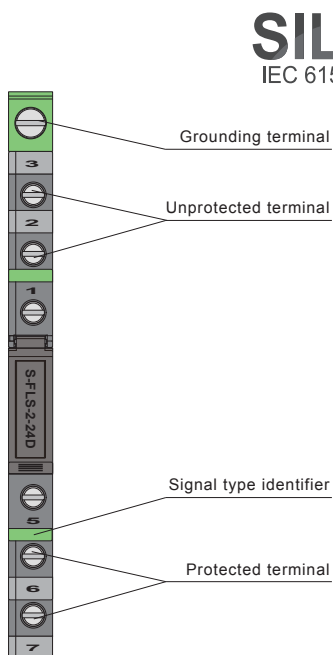 SIL
IEC 615
Grounding terminal
3
Unprotected terminal
2
1
S-FLS-2-24D
Signal type identifier
5
Protected terminal
6
7